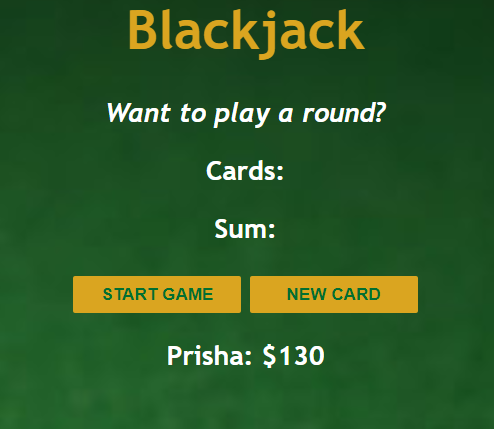 Blackjack
Want to play a round?
Cards:
Sum:
START GAME NEW CARD
Prisha: $130